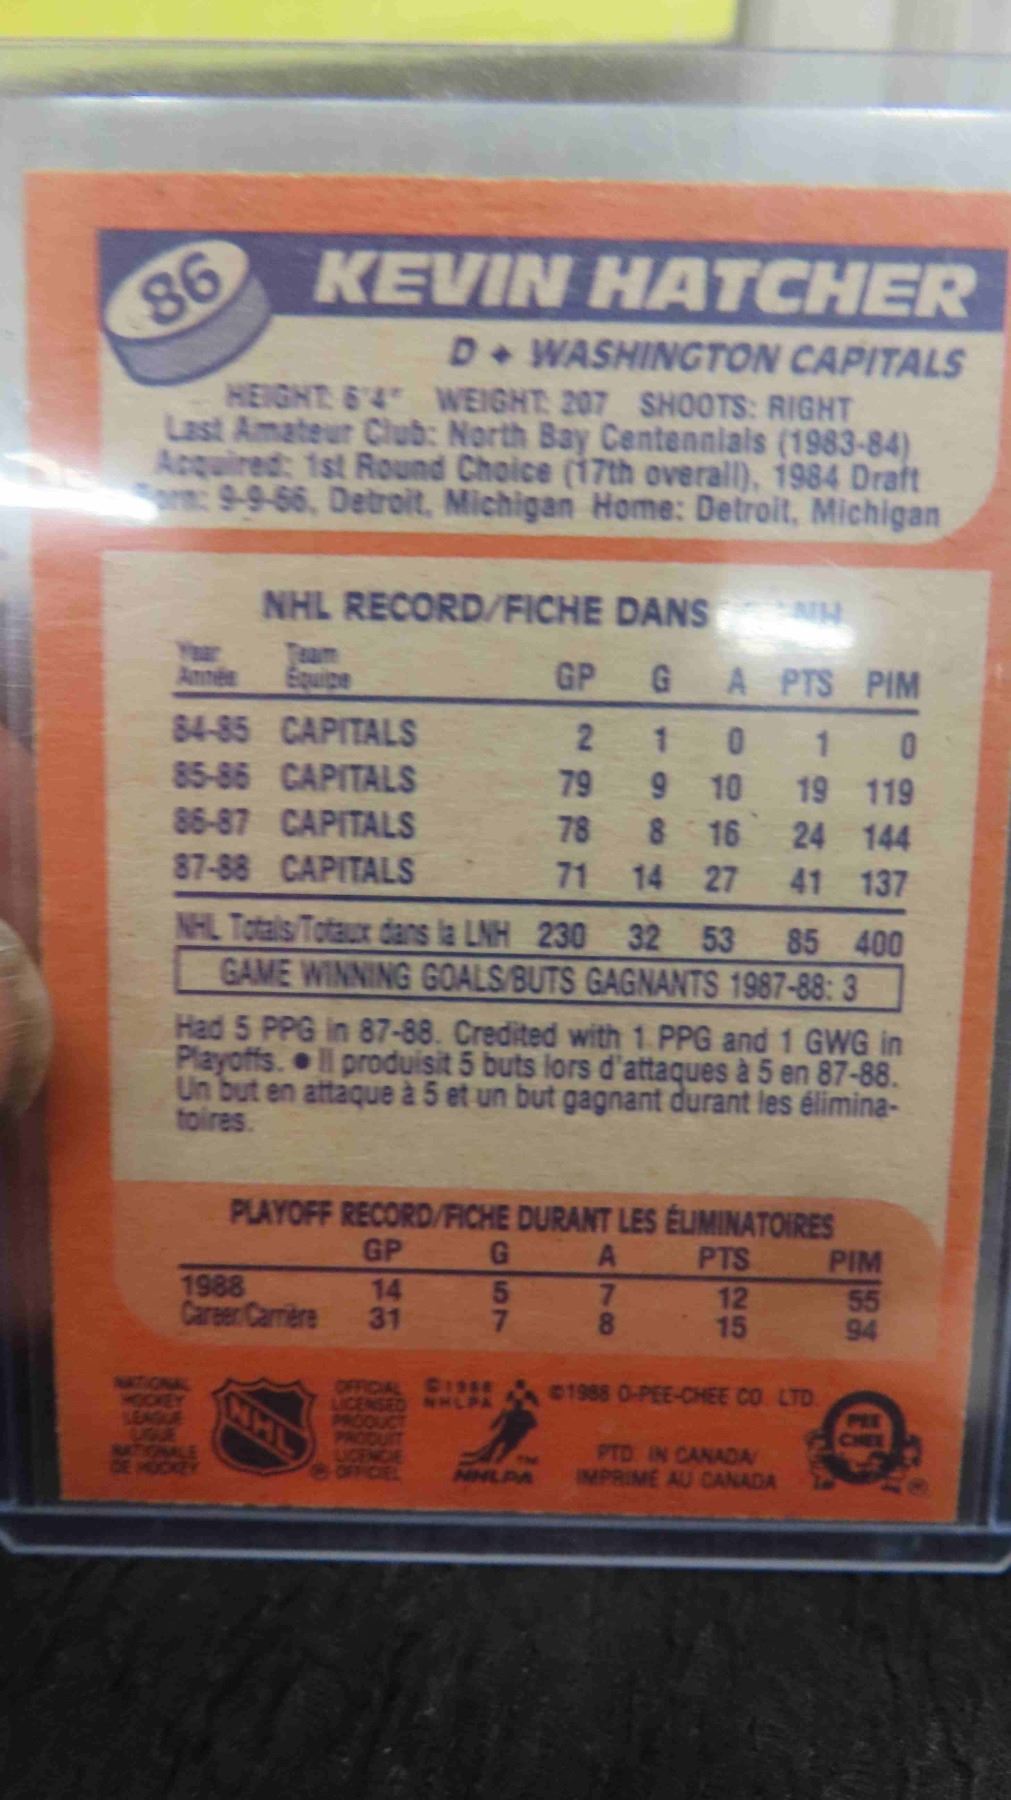 86
KEVIN HATCHER
D ✦ WASHINGTON CAPITALS
HEIGHT: 6'4" WEIGHT: 207 SHOOTS: RIGHT
Last Amateur Club: North Bay Centennials (1983-84)
Acquired: 1st Round Choice (17th overall), 1984 Draft
Born: 9-9-66, Detroit, Michigan Home: Detroit, Michigan
NHL RECORD/FICHE DANS LNH
Year Team
Année Équipe GP G A PTS PIM
84-85 CAPITALS 2 1 0 1 0
85-86 CAPITALS 79 9 10 19 119
86-87 CAPITALS 78 8 16 24 144
87-88 CAPITALS 71 14 27 41 137
NHL Totals/Totaux dans la LNH 230 32 53 85 400
GAME WINNING GOALS/BUTS GAGNANTS 1987-88: 3
Had 5 PPG in 87-88. Credited with 1 PPG and 1 GWG in
Playoffs. ● Il produisit 5 buts lors d'attaques à 5 en 87-88.
Un but en attaque à 5 et un but gagnant durant les élimina-
toires.
PLAYOFF RECORD/FICHE DURANT LES ÉLIMINATOIRES
GP G A PTS PIM
1988 14 5 7 12 55
Career/Carrière 31 7 8 15 94
NATIONAL
HOCKEY
LEAGUE
LIGUE
NATIONALE
DE HOCKEY
NHL
OFFICIAL
LICENSED
PRODUCT
PRODUIT
LICENCIE
® OFFICIEL
©1988
NHLPA
TM
NHLPA
©1988 O-PEE-CHEE CO. LTD.
PTD. IN CANADA/
IMPRIMÉ AU CANADA
PEE
CHEE
®